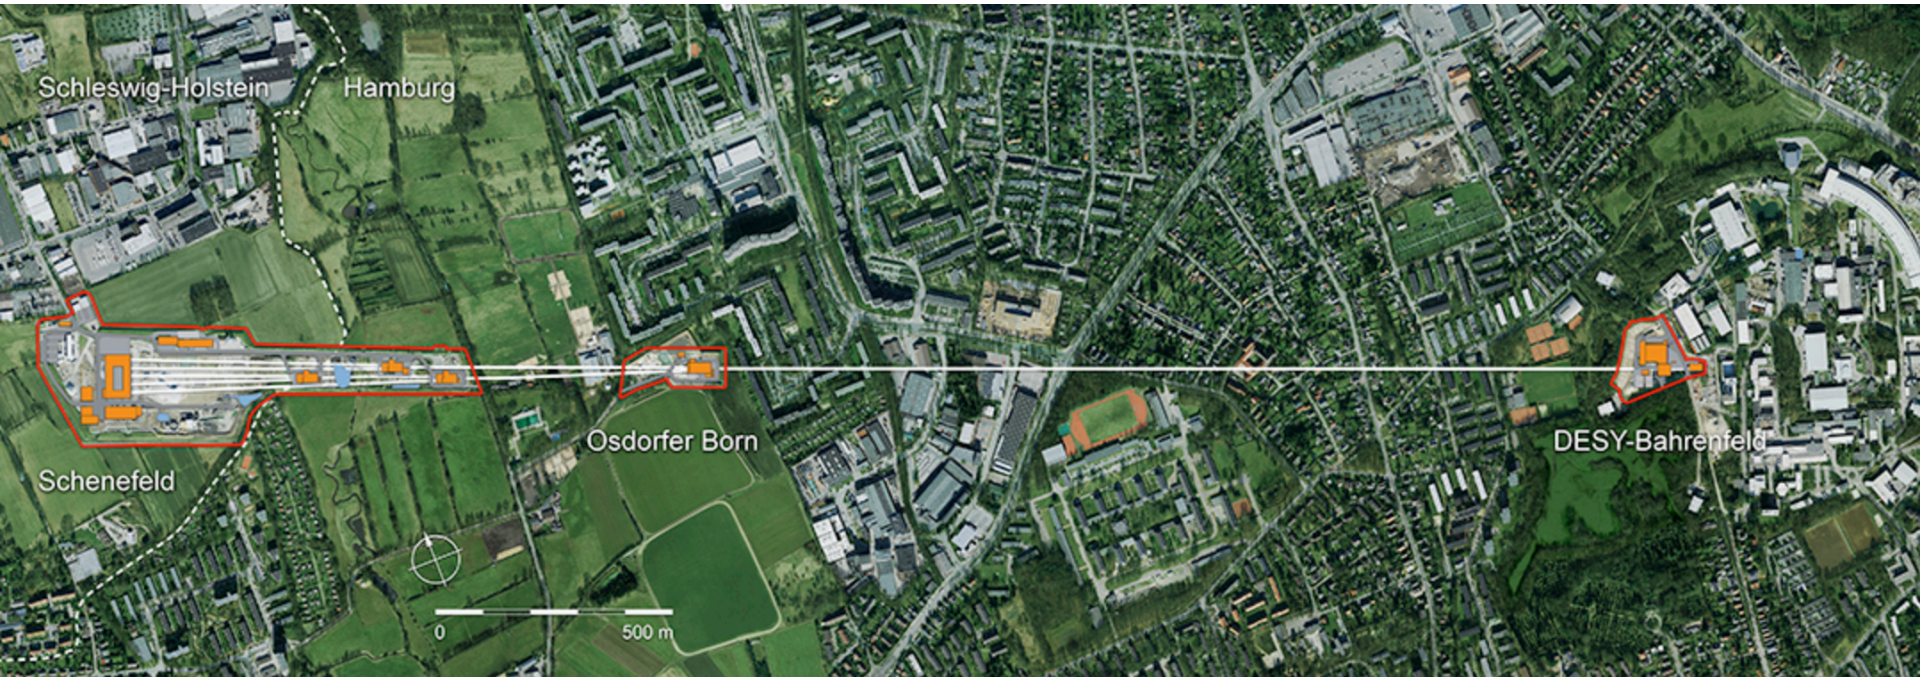 Schleswig-Holstein
Hamburg
Osdorfer Born
DESY-Bahrenfeld
Schenefeld
0
500 m